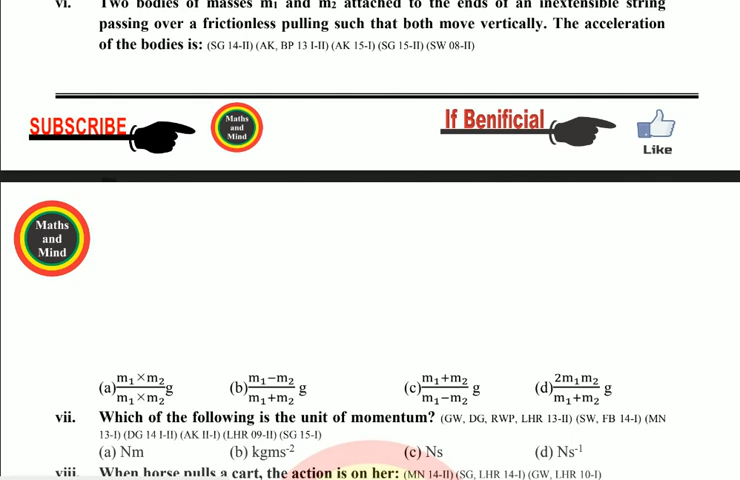 vi. Two bodies of masses m₁ and m₂ attached to the ends of an inextensible string
passing over a frictionless pulling such that both move vertically. The acceleration
of the bodies is: (SG 14-II) (AK, BP 13 I-II) (AK 15-I) (SG 15-II) (SW 08-II)
SUBSCRIBE
Maths
and
Mind
If Benificial
Like
Maths
and
Mind
(a) m₁×m₂/m₁×m₂ g (b) m₁−m₂/m₁+m₂ g (c) m₁+m₂/m₁−m₂ g (d) 2m₁m₂/m₁+m₂ g
vii. Which of the following is the unit of momentum? (GW, DG, RWP, LHR 13-II) (SW, FB 14-I) (MN
13-I) (DG 14 I-II) (AK II-I) (LHR 09-II) (SG 15-I)
(a) Nm (b) kgms⁻² (c) Ns (d) Ns⁻¹
viii. When horse pulls a cart, the action is on her: (MN 14-II) (SG, LHR 14-I) (GW, LHR 10-I)